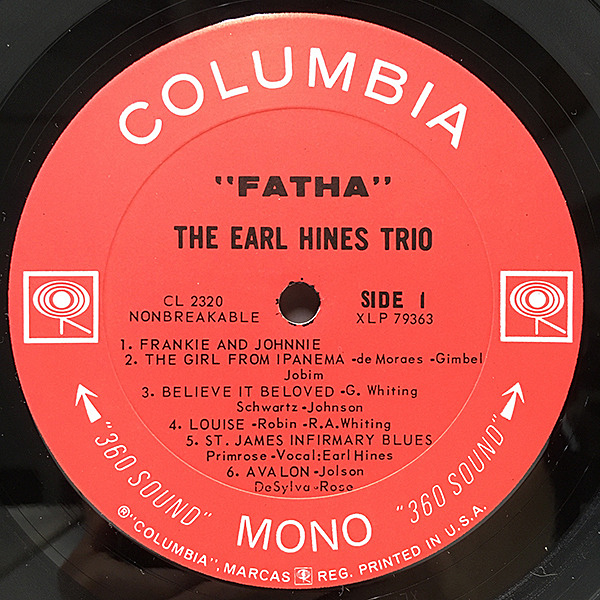 COLUMBIA
"FATHA"
THE EARL HINES TRIO
CL 2320
NONBREAKABLE
SIDE 1
XLP 79363
1. FRANKIE AND JOHNNIE
2. THE GIRL FROM IPANEMA -de Moraes -Gimbel
Jobim
3. BELIEVE IT BELOVED -G. Whiting
Schwartz -Johnson
4. LOUISE -Robin -R.A. Whiting
5. ST. JAMES INFIRMARY BLUES
Primrose -Vocal: Earl Hines
6. AVALON -Jolson
DeSylva -Rose
"360 SOUND"
MONO
"360 SOUND"
℗"COLUMBIA", MARCAS REG. PRINTED IN U.S.A.